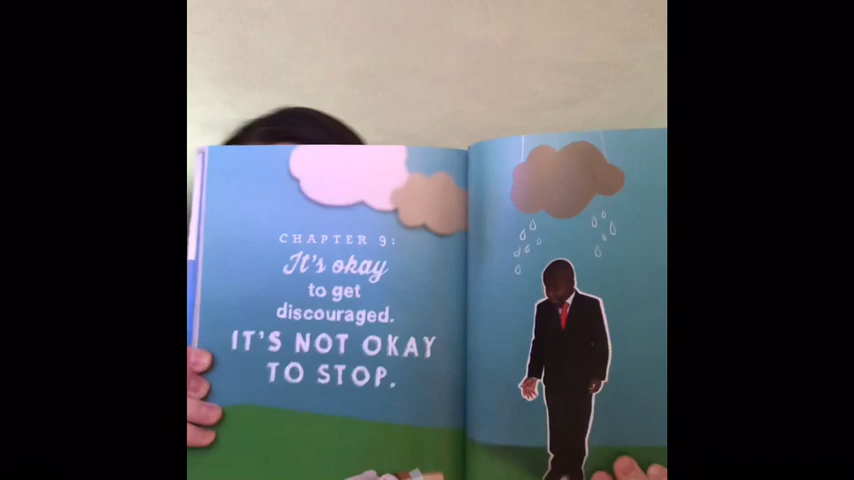 CHAPTER 9:
It's okay
to get
discouraged.
IT'S NOT OKAY
TO STOP.